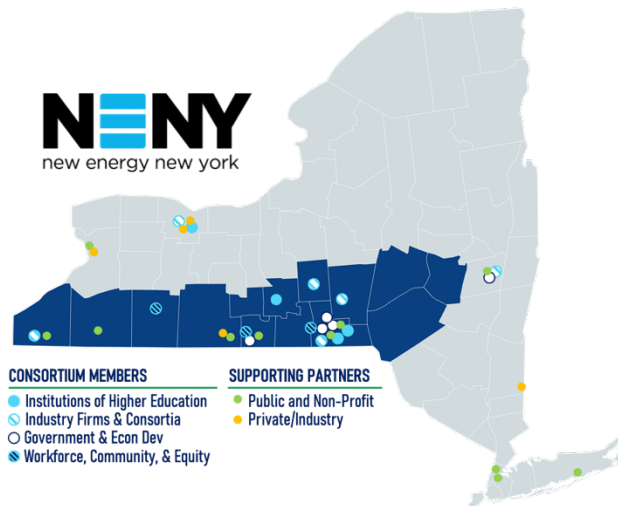 NENY
new energy new york
CONSORTIUM MEMBERS
Institutions of Higher Education
Industry Firms & Consortia
Government & Econ Dev
Workforce, Community, & Equity
SUPPORTING PARTNERS
Public and Non-Profit
Private/Industry